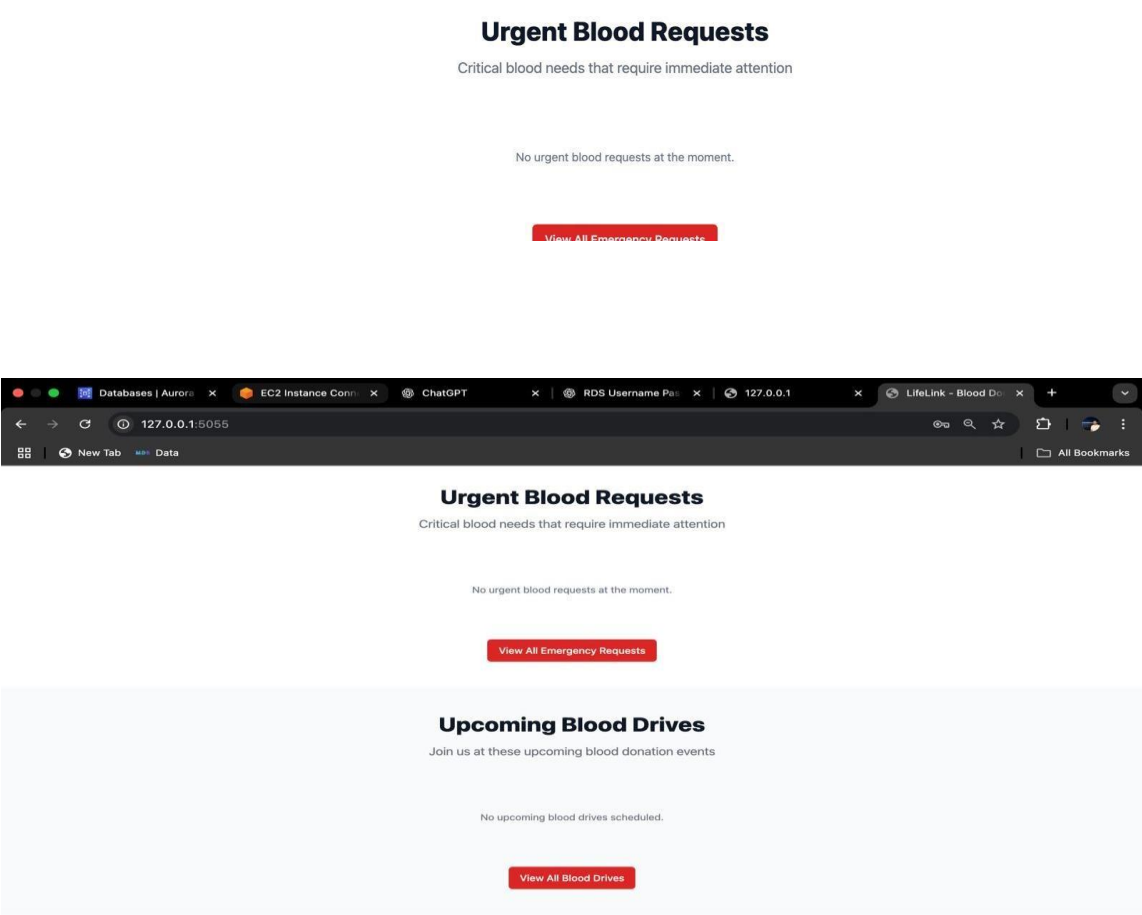 Urgent Blood Requests
Critical blood needs that require immediate attention
No urgent blood requests at the moment.
View All Emergency Requests
Databases | Aurora
EC2 Instance Conn
ChatGPT
RDS Username Pas
127.0.0.1
LifeLink - Blood Do
127.0.0.1:5055
New Tab
Data
All Bookmarks
Urgent Blood Requests
Critical blood needs that require immediate attention
No urgent blood requests at the moment.
View All Emergency Requests
Upcoming Blood Drives
Join us at these upcoming blood donation events
No upcoming blood drives scheduled.
View All Blood Drives